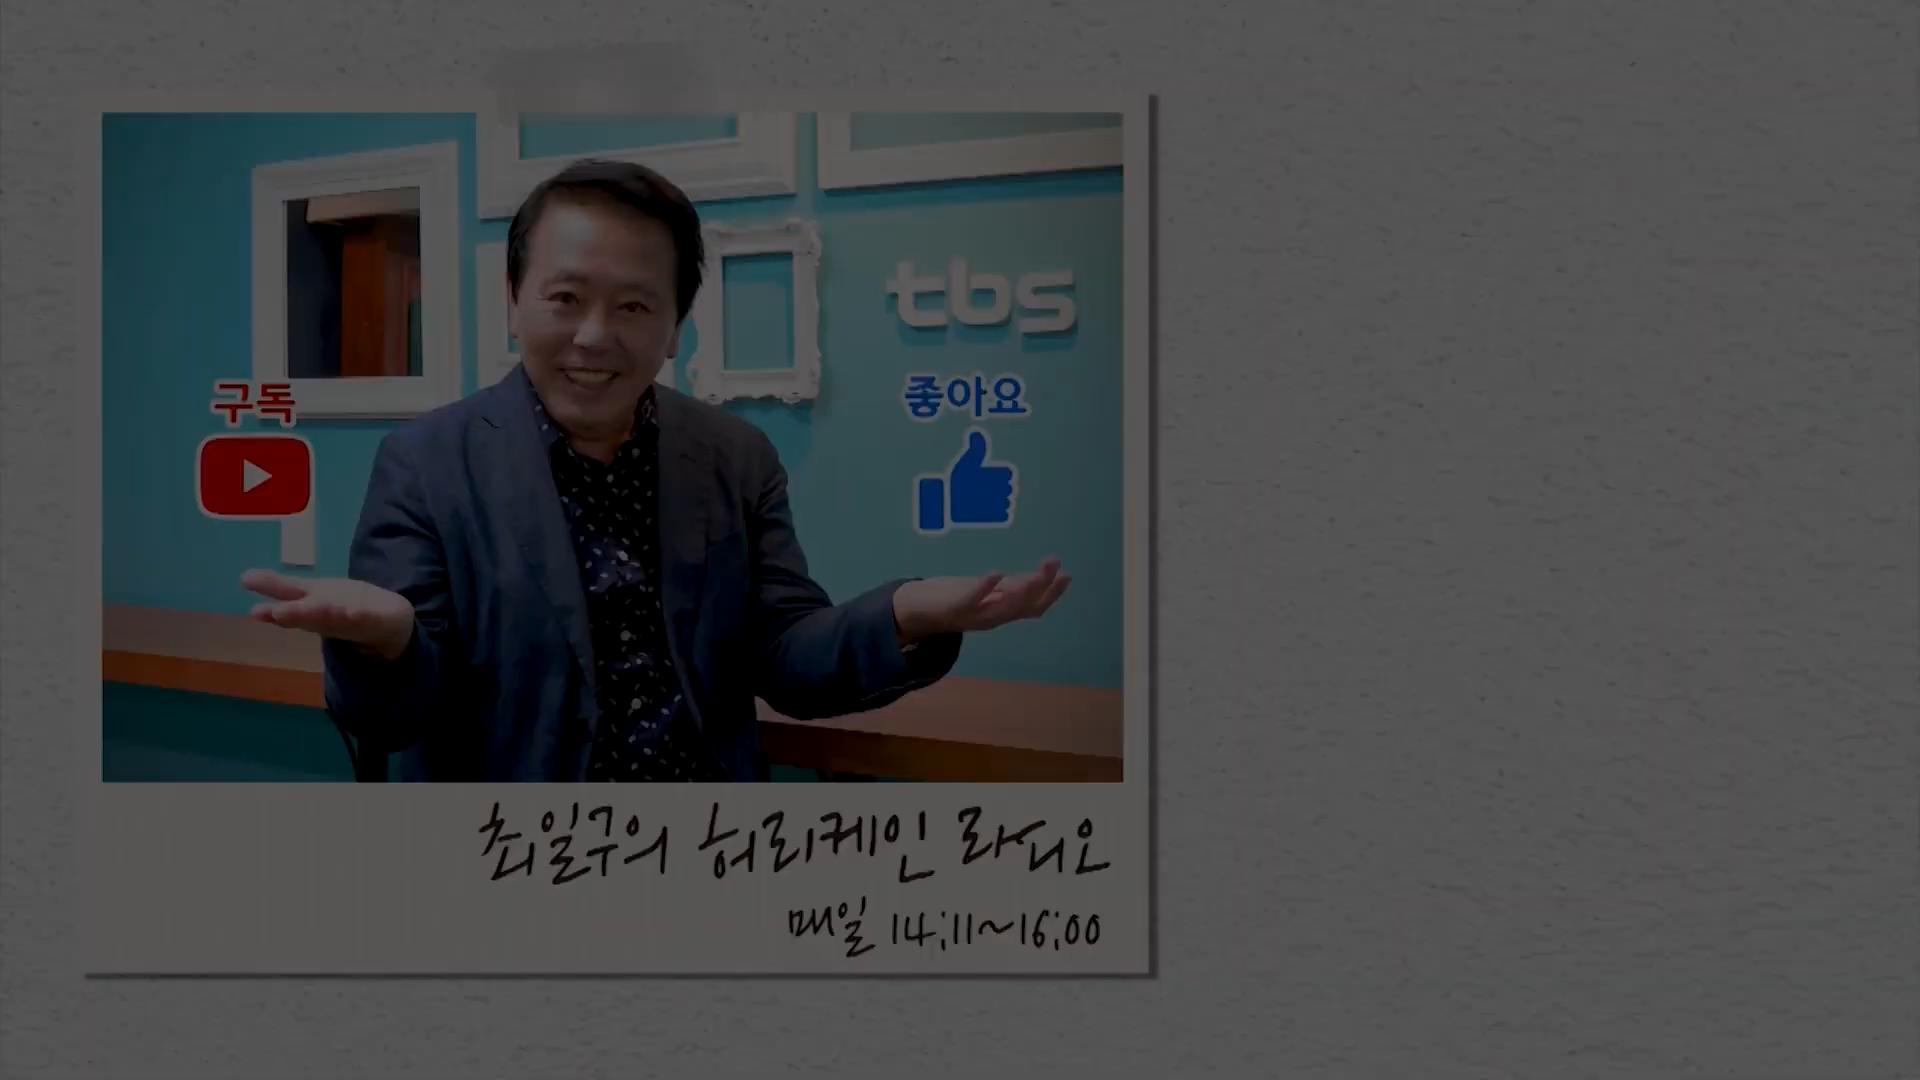 tbs
구독
좋아요
최일구의 허리케인 라디오
매일 14;11~16;00